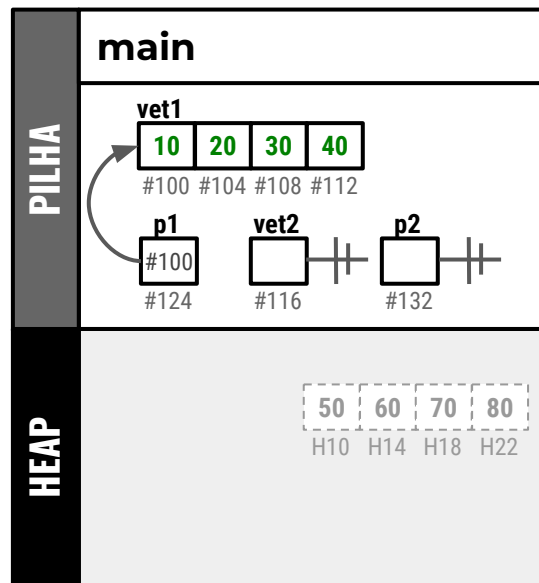 main
PILHA
vet1
10 20 30 40
#100 #104 #108 #112
p1 vet2 p2
#100
#124 #116 #132
HEAP
50 60 70 80
H10 H14 H18 H22